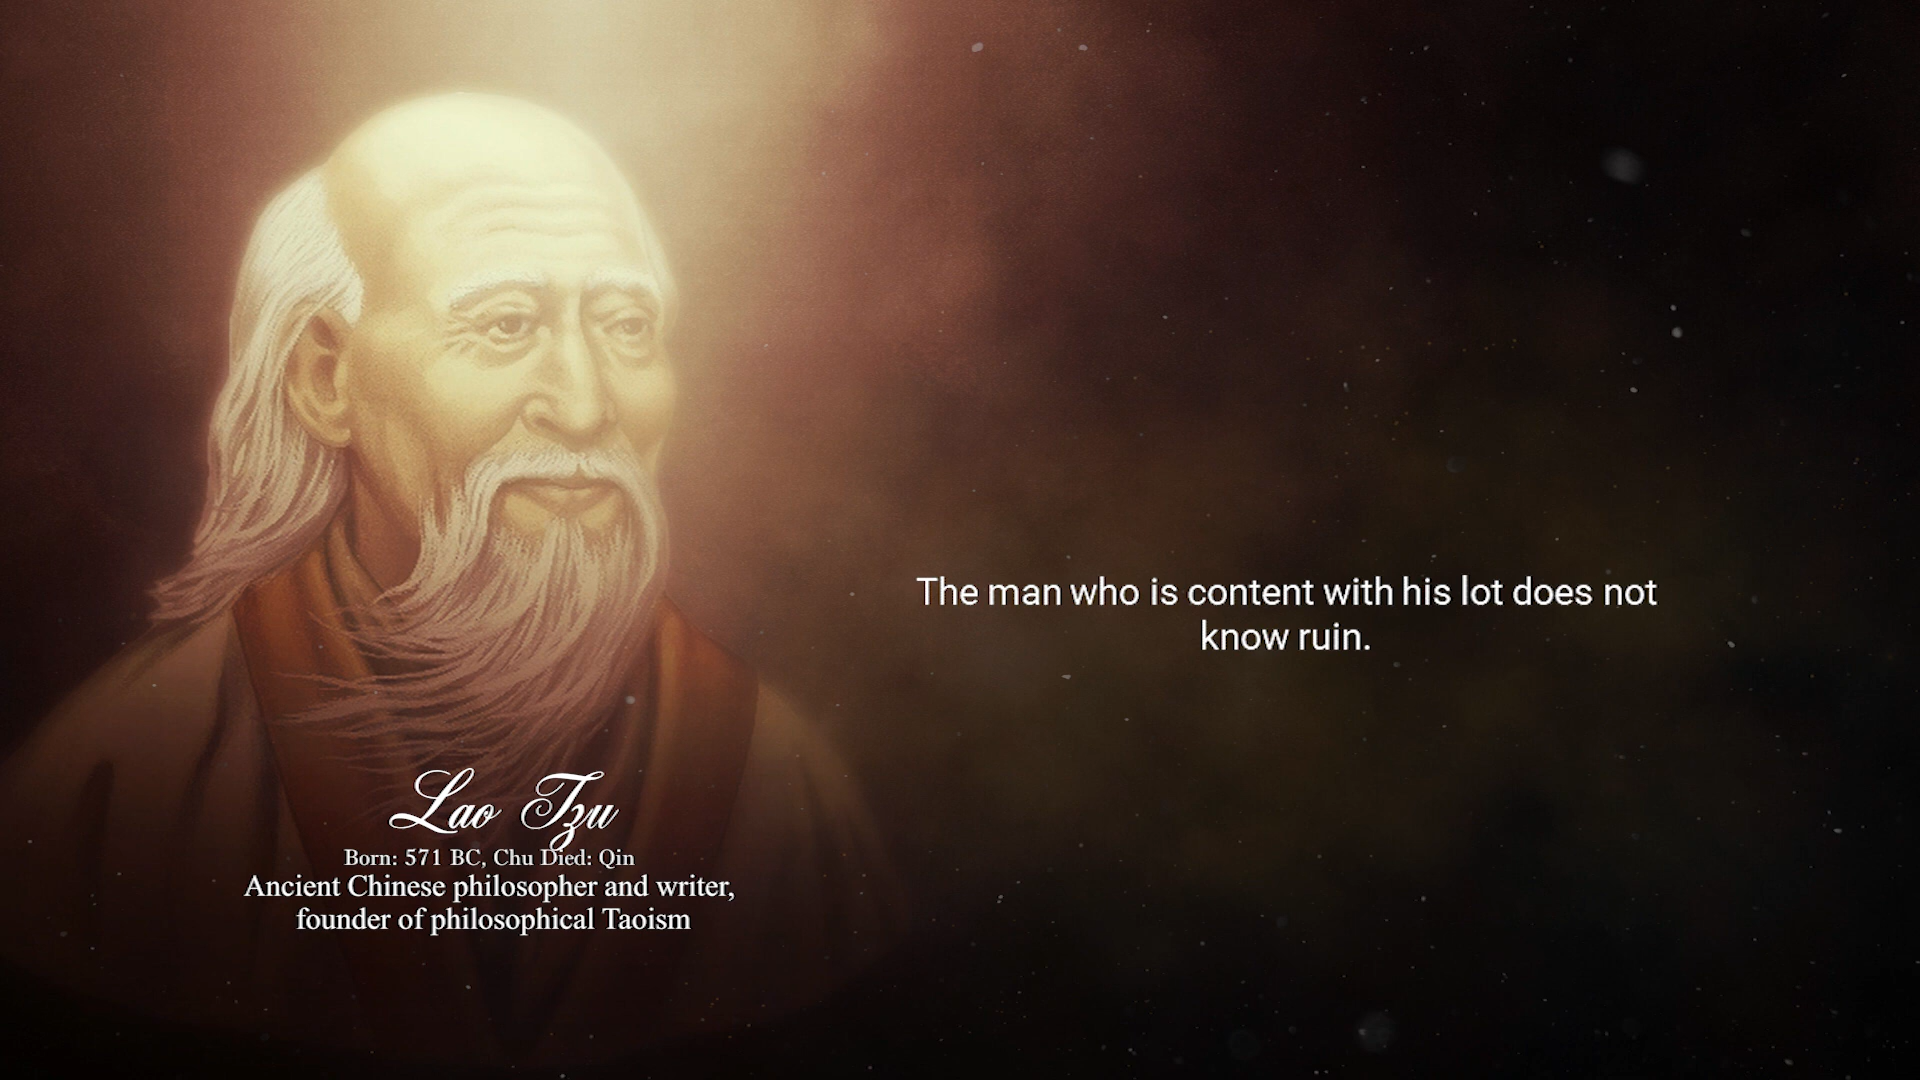 The man who is content with his lot does not
know ruin.
Lao Tzu
Born: 571 BC, Chu Died: Qin
Ancient Chinese philosopher and writer,
founder of philosophical Taoism